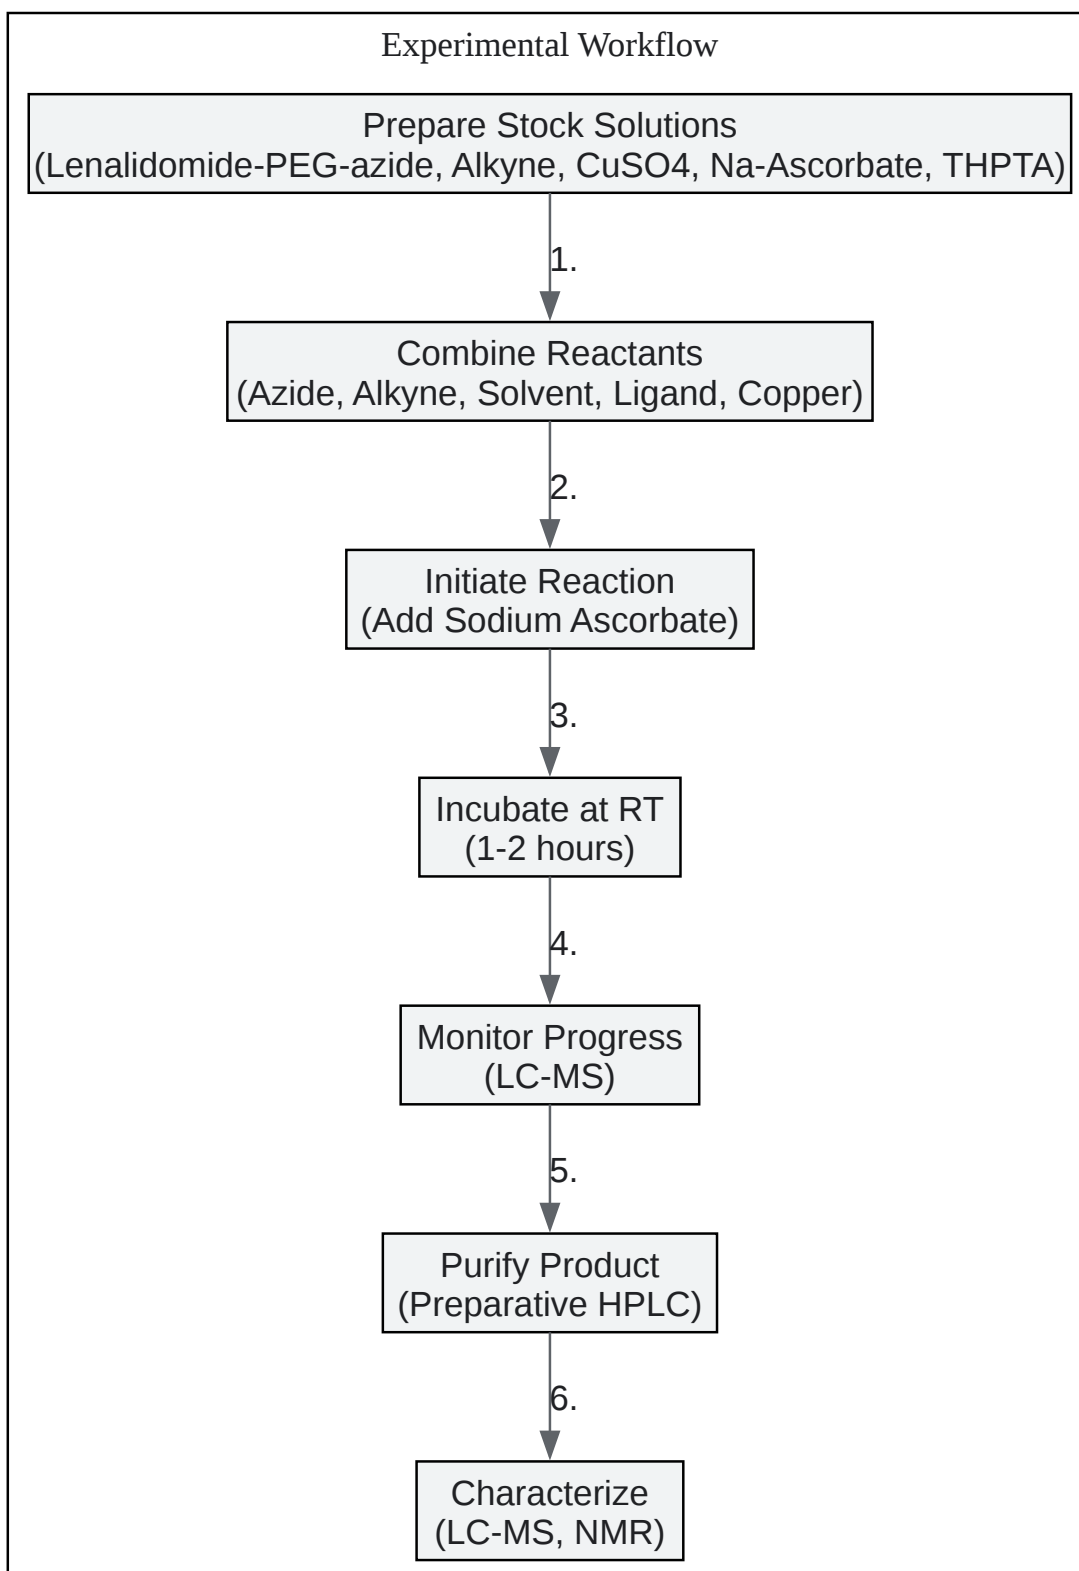 Experimental Workflow
Prepare Stock Solutions
(Lenalidomide-PEG-azide, Alkyne, CuSO4, Na-Ascorbate, THPTA)
1.
Combine Reactants
(Azide, Alkyne, Solvent, Ligand, Copper)
2.
Initiate Reaction
(Add Sodium Ascorbate)
3.
Incubate at RT
(1-2 hours)
4.
Monitor Progress
(LC-MS)
5.
Purify Product
(Preparative HPLC)
6.
Characterize
(LC-MS, NMR)